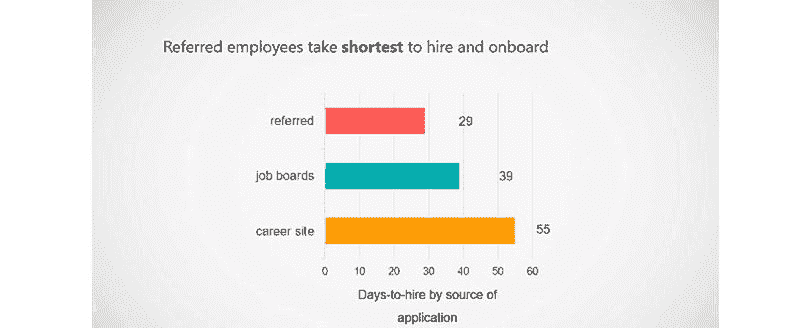 Referred employees take shortest to hire and onboard
referred
29
job boards
39
career site
55
0 10 20 30 40 50 60
Days-to-hire by source of
application